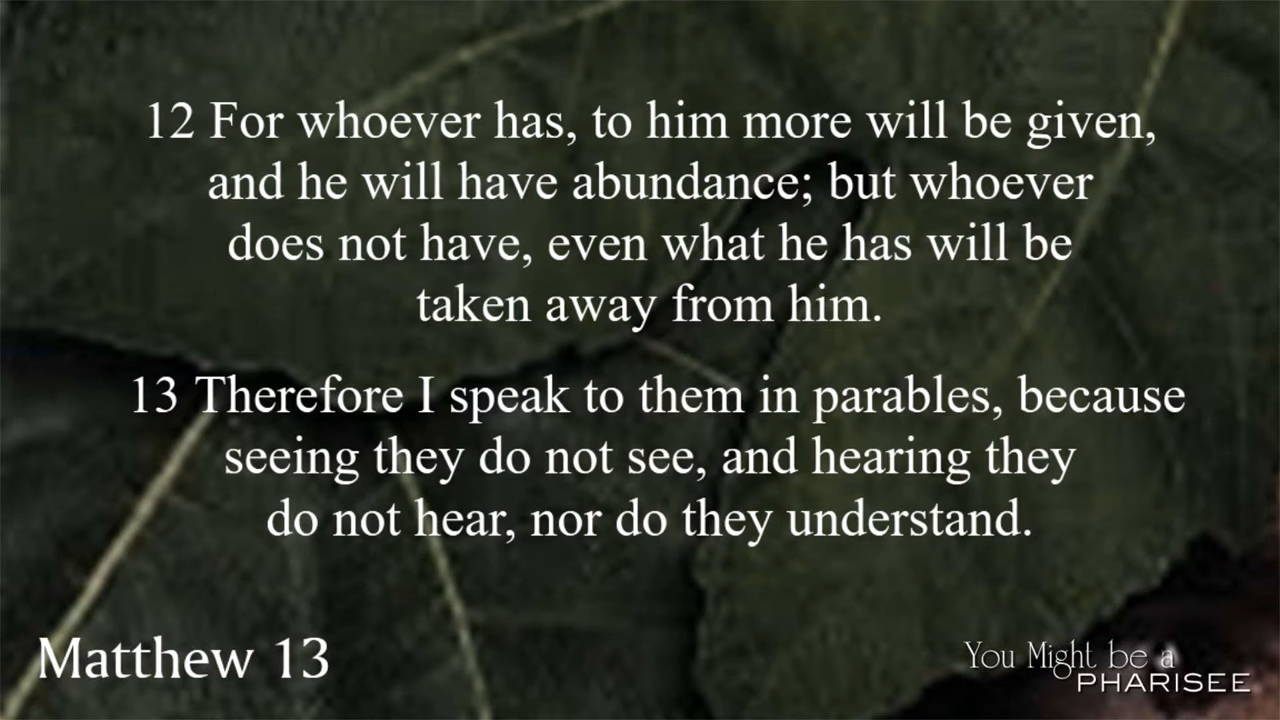 12 For whoever has, to him more will be given,
and he will have abundance; but whoever
does not have, even what he has will be
taken away from him.
13 Therefore I speak to them in parables, because
seeing they do not see, and hearing they
do not hear, nor do they understand.
Matthew 13
You Might be a
PHARISEE